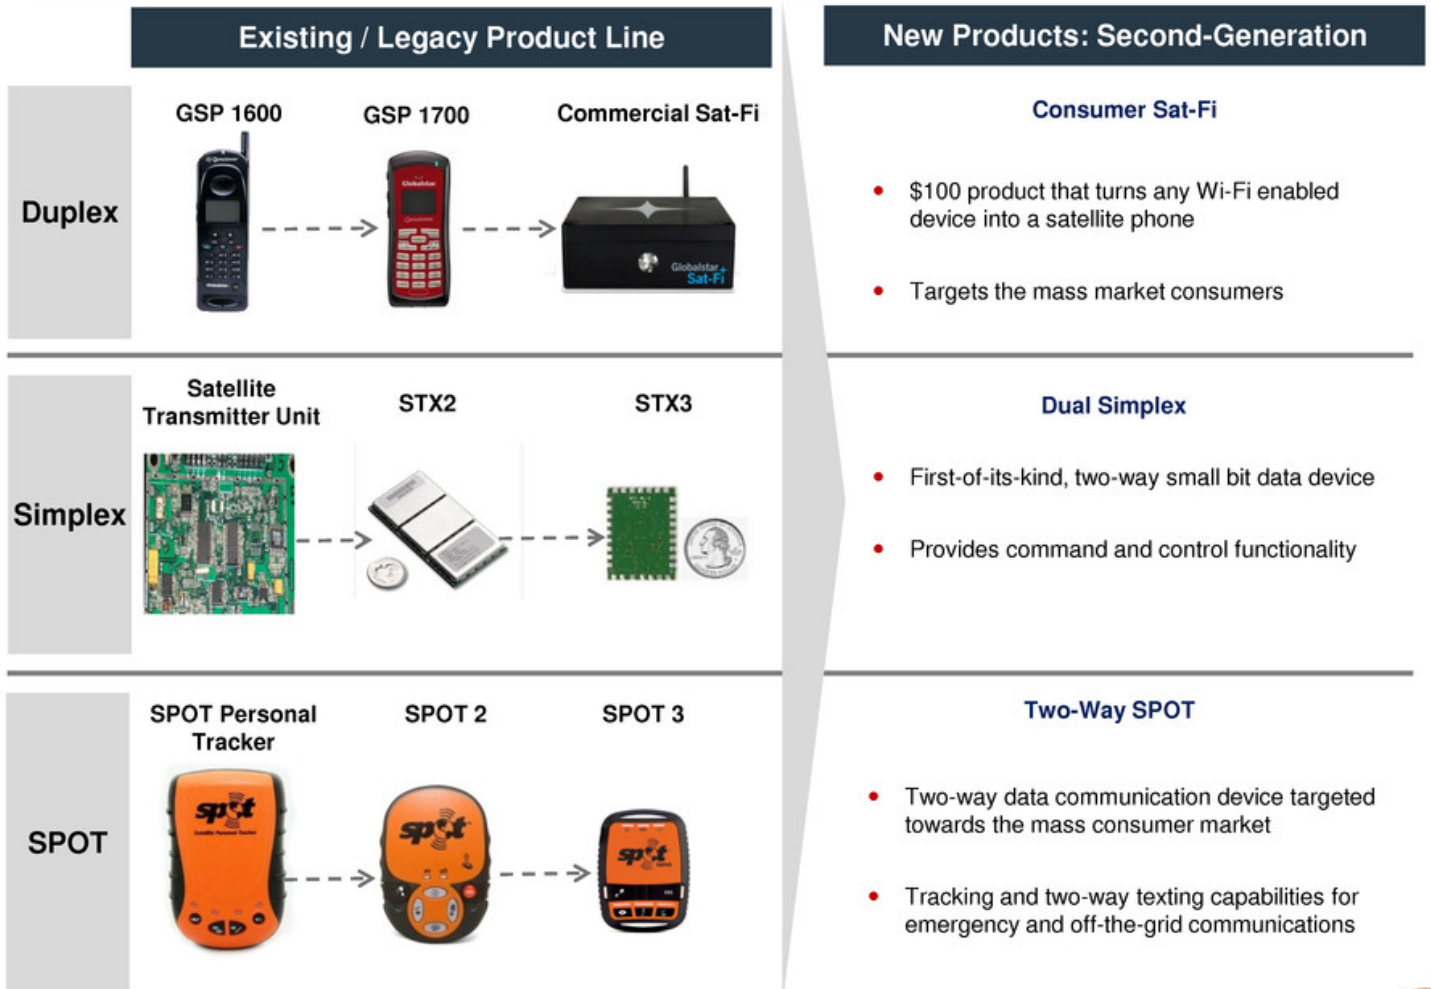 Existing / Legacy Product Line
New Products: Second-Generation
Duplex
GSP 1600
GSP 1700
Commercial Sat-Fi
Globalstar
Globalstar
Sat-Fi
Consumer Sat-Fi
• $100 product that turns any Wi-Fi enabled
device into a satellite phone
• Targets the mass market consumers
Simplex
Satellite
Transmitter Unit
STX2
STX3
Dual Simplex
• First-of-its-kind, two-way small bit data device
• Provides command and control functionality
SPOT
SPOT Personal
Tracker
SPOT 2
SPOT 3
spot
Satellite Personal Tracker
spot
spot
Two-Way SPOT
• Two-way data communication device targeted
towards the mass consumer market
• Tracking and two-way texting capabilities for
emergency and off-the-grid communications